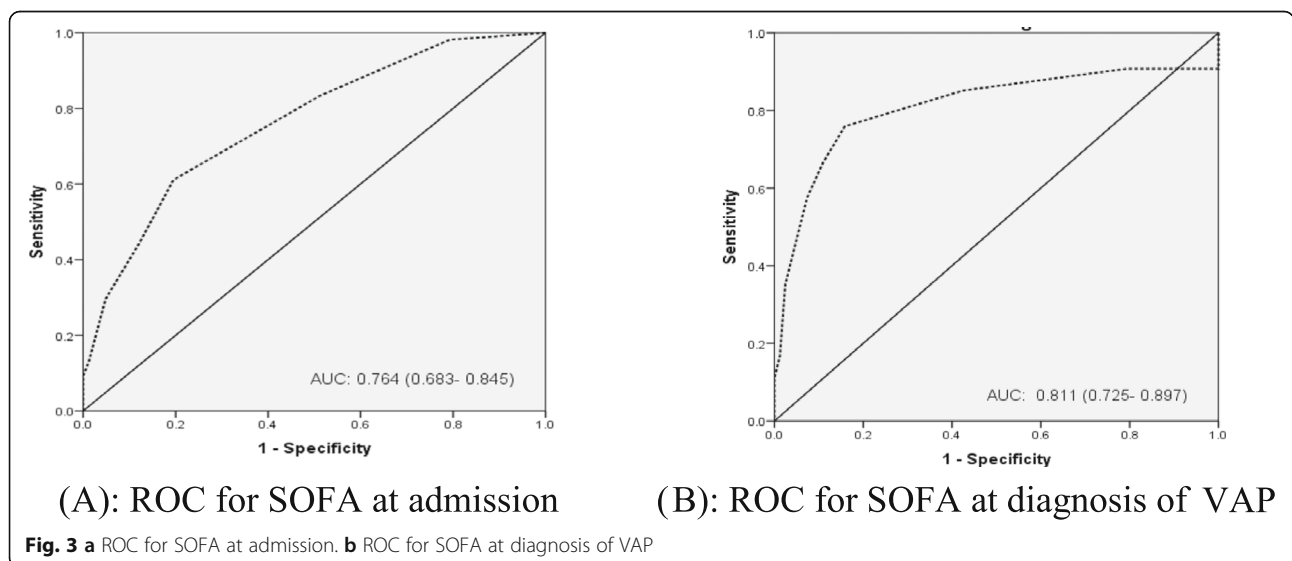 1.0
0.8
0.6
0.4
0.2
0.0
Sensitivity
AUC: 0.764 (0.683- 0.845)
0.0 0.2 0.4 0.6 0.8 1.0
1 - Specificity
(A): ROC for SOFA at admission
1.0
0.8
0.6
0.4
0.2
0.0
Sensitivity
AUC: 0.811 (0.725- 0.897)
0.0 0.2 0.4 0.6 0.8 1.0
1 - Specificity
(B): ROC for SOFA at diagnosis of VAP
Fig. 3 a ROC for SOFA at admission. b ROC for SOFA at diagnosis of VAP